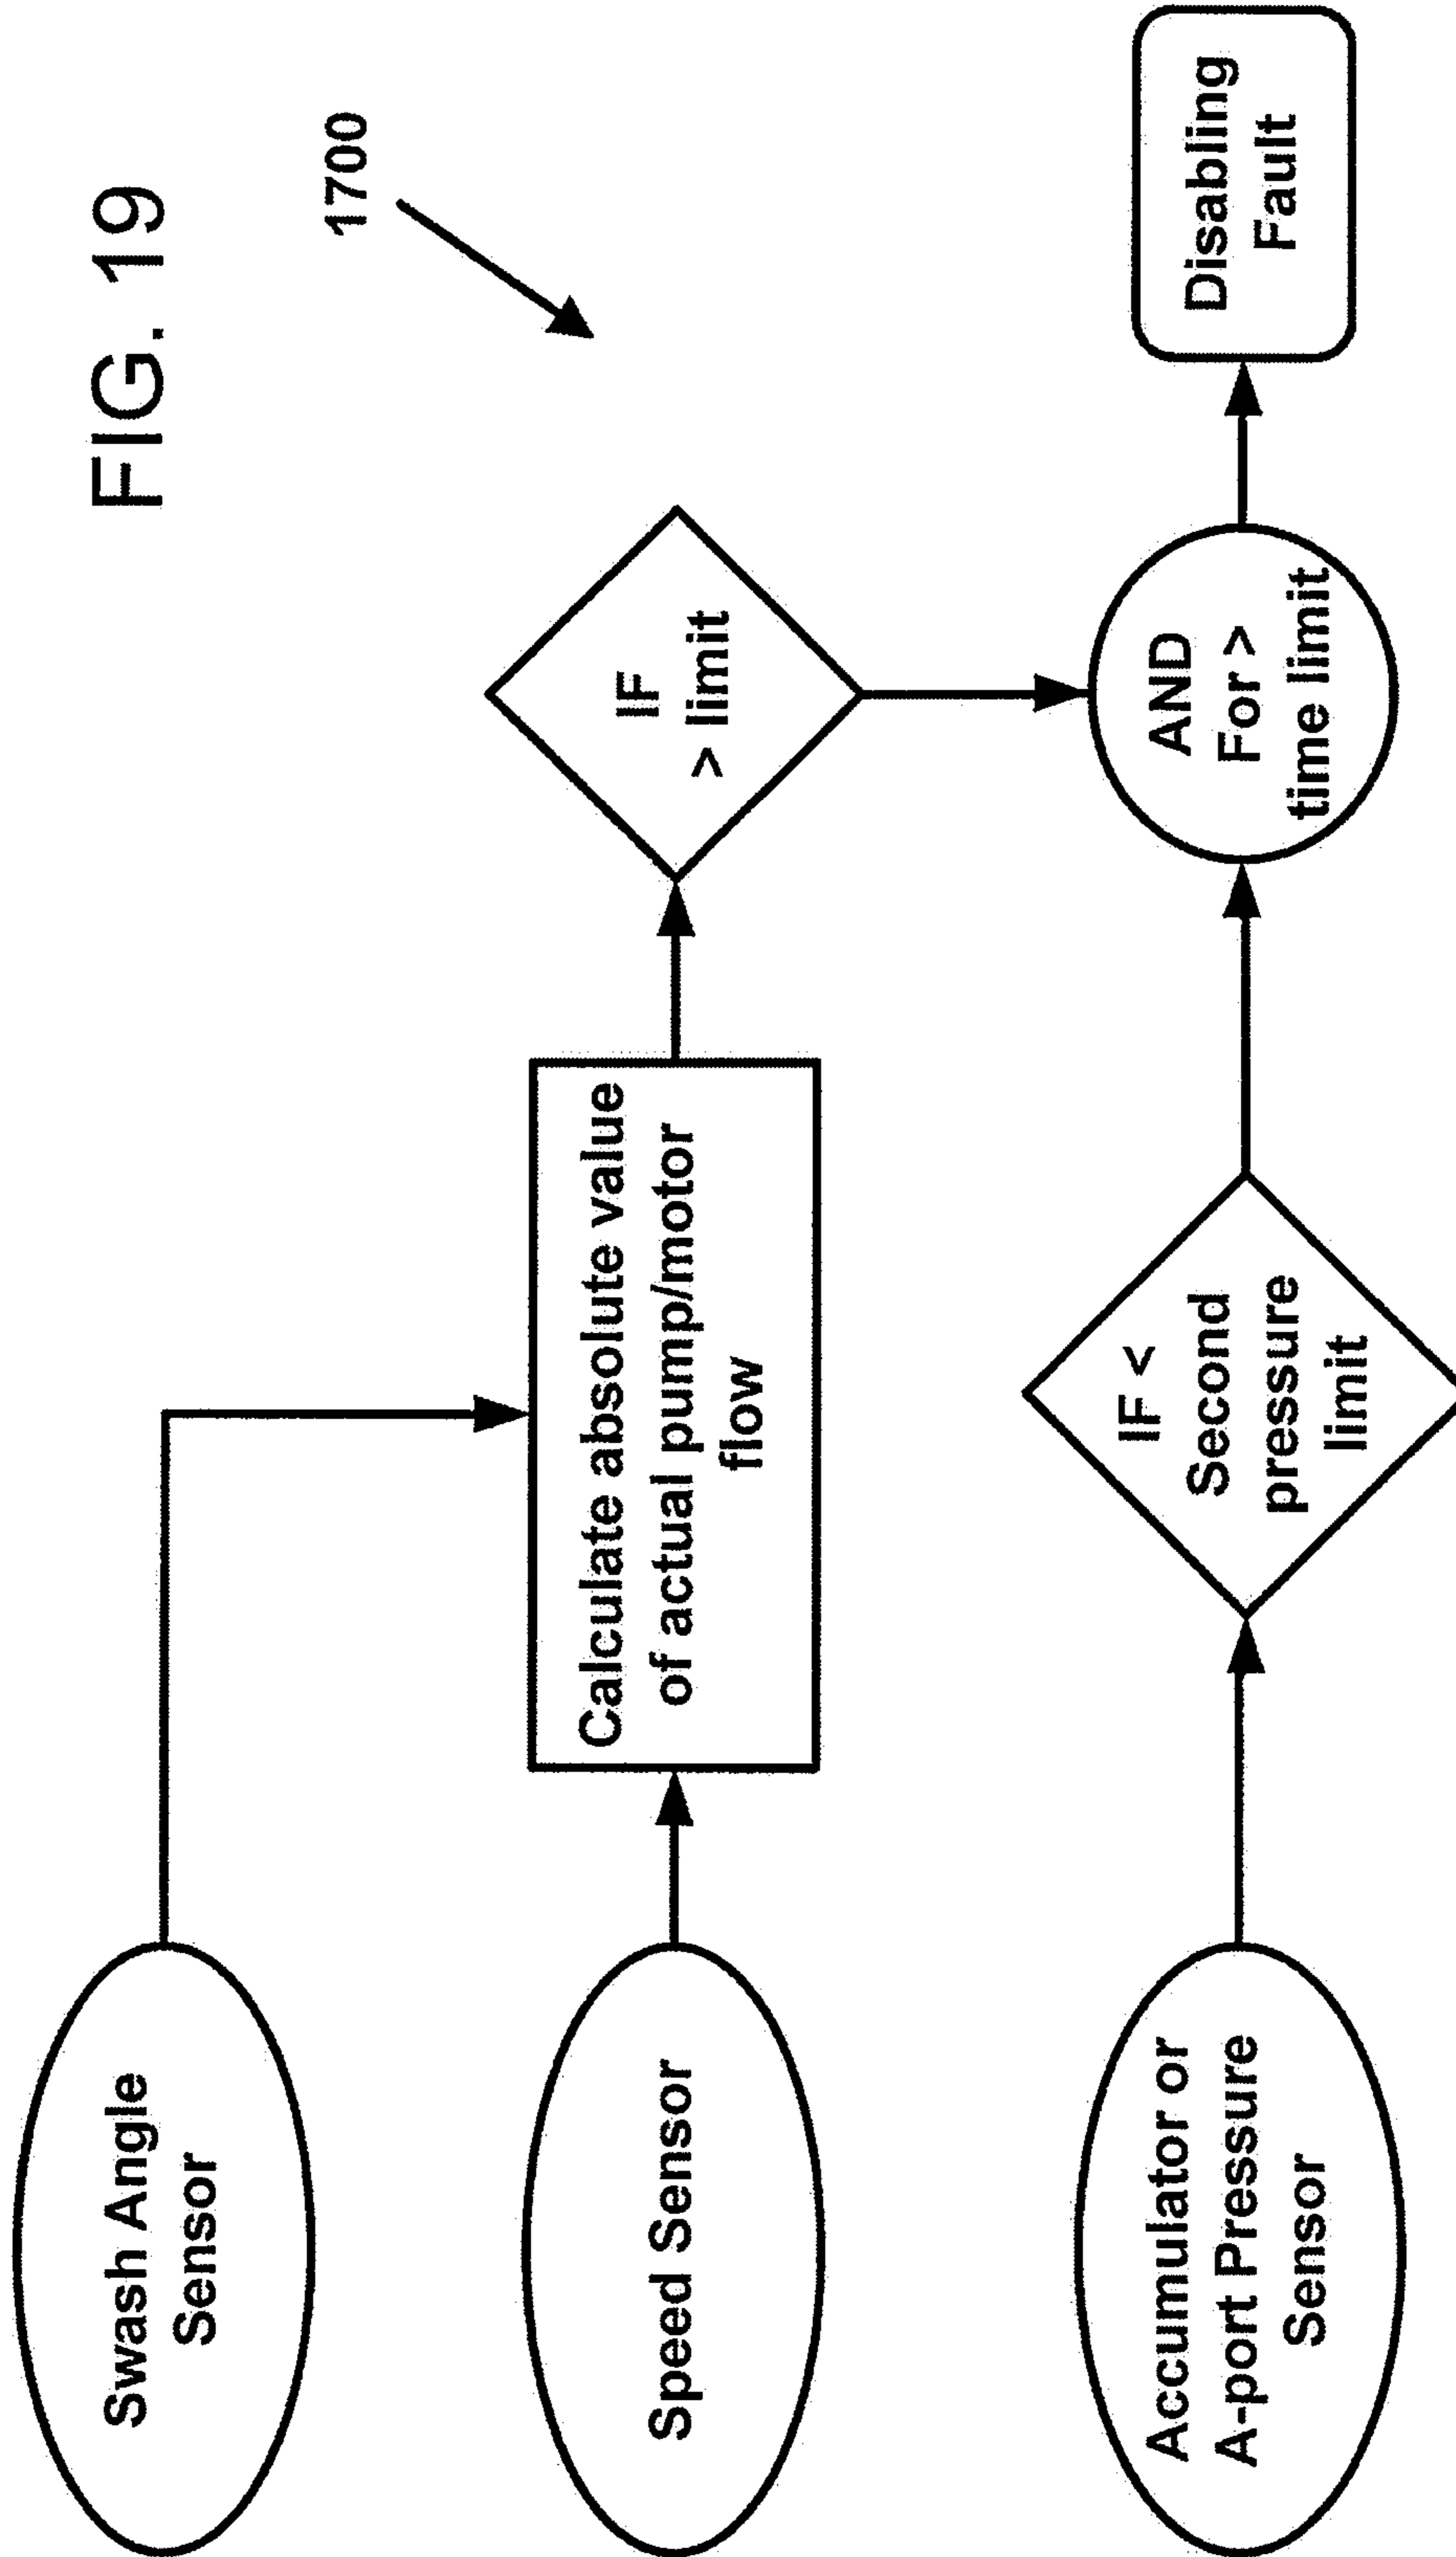 FIG. 19
1700
Swash Angle
Sensor
Speed Sensor
Calculate absolute value
of actual pump/motor
flow
IF
> limit
Accumulator or
A-port Pressure
Sensor
IF <
Second
pressure
limit
AND
For >
time limit
Disabling
Fault